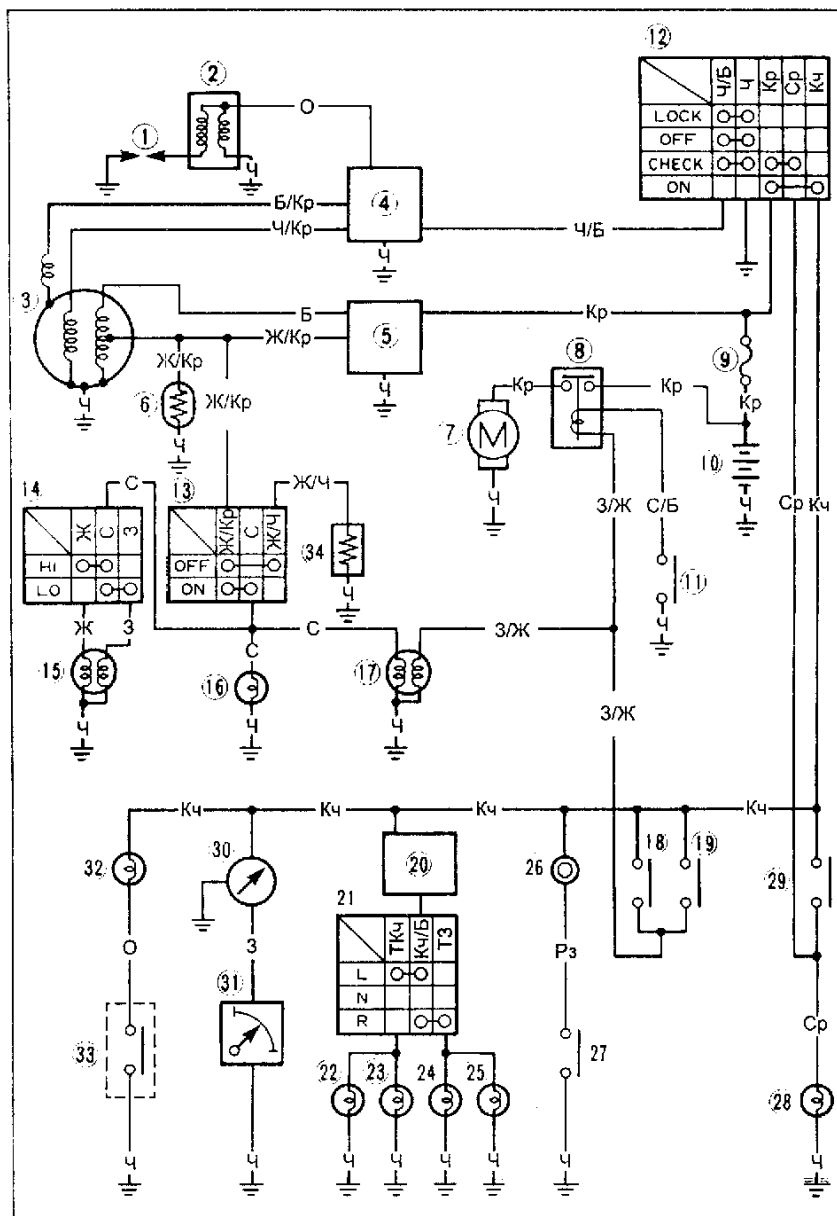 12
2
Ч/Б Ч Кр Ср Кч
LOCK
OFF
CHECK
ON
О
1
Ч
Б/Кр
4
Ч/Кр
Ч/Б
Ч
3
Б
5
Кр
Ж/Кр
8
9
Ч
Ж/Кр
Ж/Кр
Ч
Кр
Кр
Кр
6
7
М
10
Ч
14
С
13
Ж/Ч
Ч
З/Ж
С/Б
Ч
Ср
Кч
Ж С З
HI
LO
Ж/Кр С Ж/Ч
OFF
ON
34
Ч
11
Ж
З
С
С
З/Ж
Ч
15
16
17
Ч
Ч
Ч
З/Ж
Кч
Кч
Кч
Кч
32
30
20
26
18
19
29
21
О
З
ТКч Кч/Б ТЗ
L
N
R
Рз
33
31
27
Ср
22
23
24
25
28
Ч
Ч
Ч
Ч
Ч
Ч
Ч
Ч